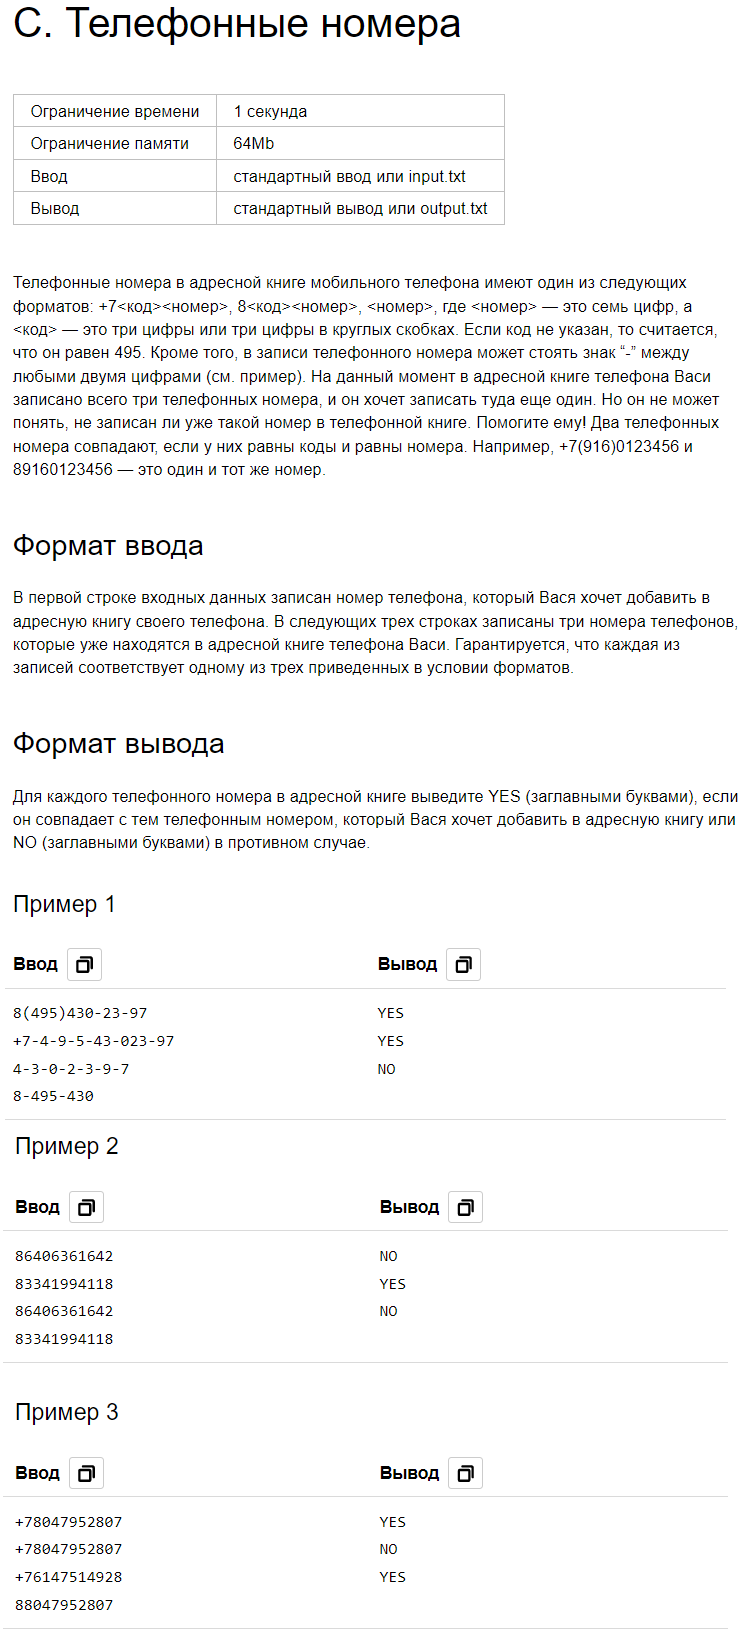 C. Телефонные номера
Ограничение времени 1 секунда
Ограничение памяти 64Mb
Ввод стандартный ввод или input.txt
Вывод стандартный вывод или output.txt
Телефонные номера в адресной книге мобильного телефона имеют один из следующих
форматов: +7<код><номер>, 8<код><номер>, <номер>, где <номер> — это семь цифр, а
<код> — это три цифры или три цифры в круглых скобках. Если код не указан, то считается,
что он равен 495. Кроме того, в записи телефонного номера может стоять знак “-” между
любыми двумя цифрами (см. пример). На данный момент в адресной книге телефона Васи
записано всего три телефонных номера, и он хочет записать туда еще один. Но он не может
понять, не записан ли уже такой номер в телефонной книге. Помогите ему! Два телефонных
номера совпадают, если у них равны коды и равны номера. Например, +7(916)0123456 и
89160123456 — это один и тот же номер.
Формат ввода
В первой строке входных данных записан номер телефона, который Вася хочет добавить в
адресную книгу своего телефона. В следующих трех строках записаны три номера телефонов,
которые уже находятся в адресной книге телефона Васи. Гарантируется, что каждая из
записей соответствует одному из трех приведенных в условии форматов.
Формат вывода
Для каждого телефонного номера в адресной книге выведите YES (заглавными буквами), если
он совпадает с тем телефонным номером, который Вася хочет добавить в адресную книгу или
NO (заглавными буквами) в противном случае.
Пример 1
Ввод Вывод
8(495)430-23-97 YES
+7-4-9-5-43-023-97 YES
4-3-0-2-3-9-7 NO
8-495-430
Пример 2
Ввод Вывод
86406361642 NO
83341994118 YES
86406361642 NO
83341994118
Пример 3
Ввод Вывод
+78047952807 YES
+78047952807 NO
+76147514928 YES
88047952807